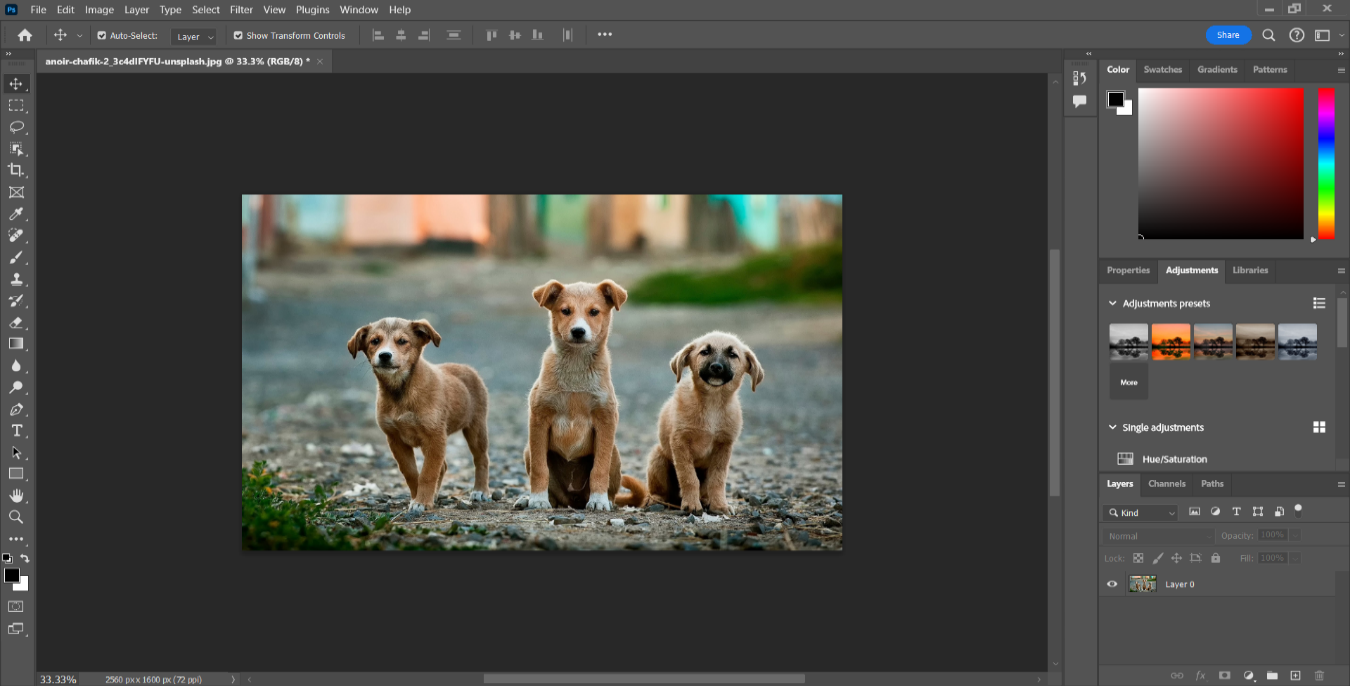 Ps File Edit Image Layer Type Select Filter View Plugins Window Help
Auto-Select: Layer Show Transform Controls Share
anoir-chafik-2_3c4dIFYFU-unsplash.jpg @ 33.3% (RGB/8) *
Color Swatches Gradients Patterns
Properties Adjustments Libraries
Adjustments presets
More
Single adjustments
Hue/Saturation
Layers Channels Paths
Kind
Normal Opacity: 100%
Lock: Fill: 100%
Layer 0
33.33% 2560 px x 1600 px (72 ppi)